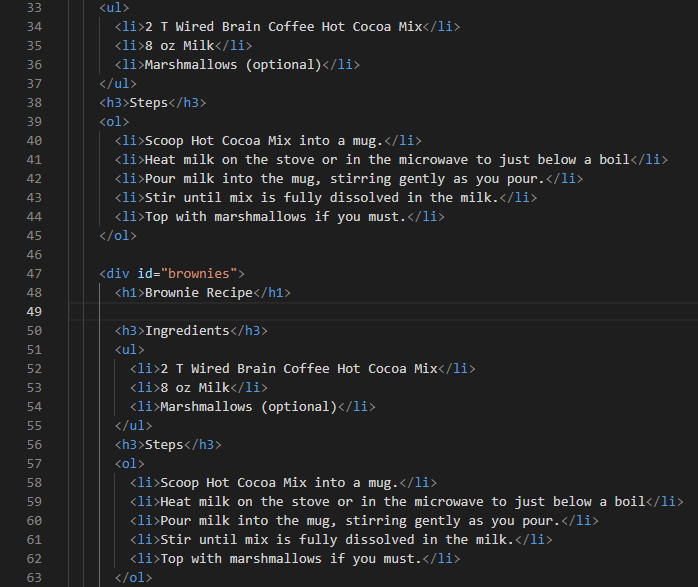 33 <ul>
34 <li>2 T Wired Brain Coffee Hot Cocoa Mix</li>
35 <li>8 oz Milk</li>
36 <li>Marshmallows (optional)</li>
37 </ul>
38 <h3>Steps</h3>
39 <ol>
40 <li>Scoop Hot Cocoa Mix into a mug.</li>
41 <li>Heat milk on the stove or in the microwave to just below a boil</li>
42 <li>Pour milk into the mug, stirring gently as you pour.</li>
43 <li>Stir until mix is fully dissolved in the milk.</li>
44 <li>Top with marshmallows if you must.</li>
45 </ol>
46
47 <div id="brownies">
48 <h1>Brownie Recipe</h1>
49
50 <h3>Ingredients</h3>
51 <ul>
52 <li>2 T Wired Brain Coffee Hot Cocoa Mix</li>
53 <li>8 oz Milk</li>
54 <li>Marshmallows (optional)</li>
55 </ul>
56 <h3>Steps</h3>
57 <ol>
58 <li>Scoop Hot Cocoa Mix into a mug.</li>
59 <li>Heat milk on the stove or in the microwave to just below a boil</li>
60 <li>Pour milk into the mug, stirring gently as you pour.</li>
61 <li>Stir until mix is fully dissolved in the milk.</li>
62 <li>Top with marshmallows if you must.</li>
63 </ol>